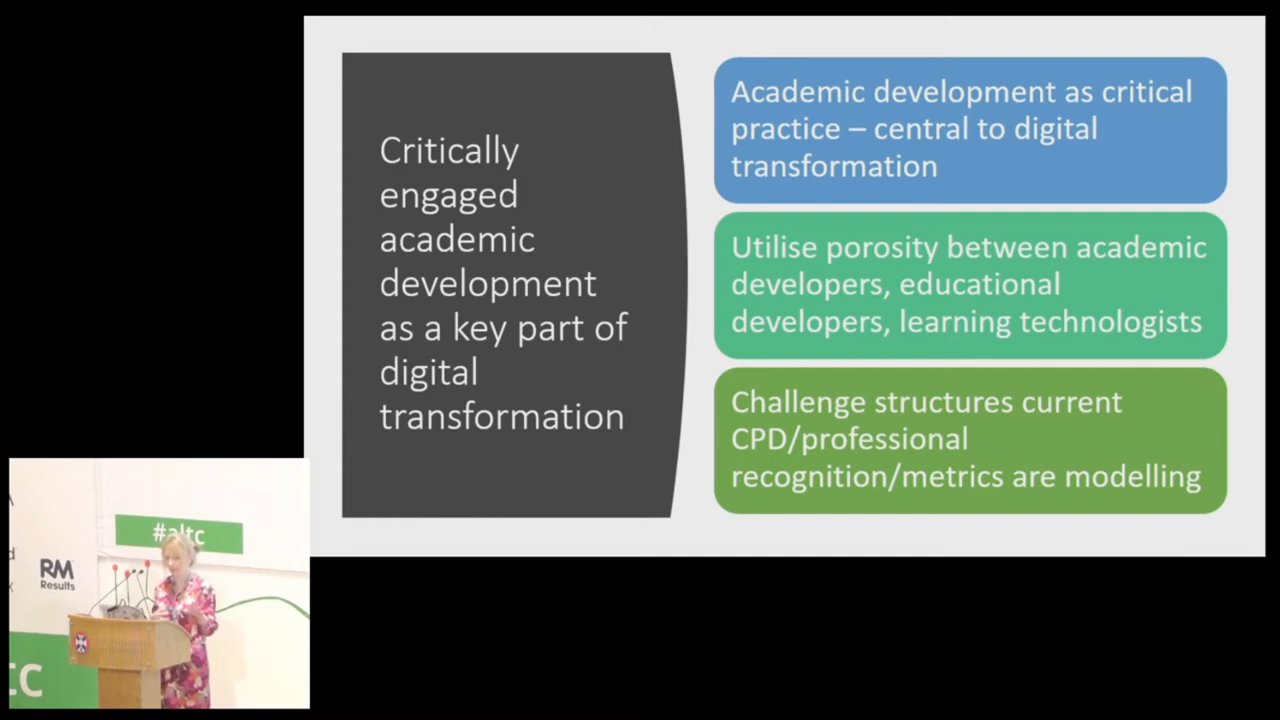 Critically
engaged
academic
development
as a key part of
digital
transformation
Academic development as critical
practice – central to digital
transformation
Utilise porosity between academic
developers, educational
developers, learning technologists
Challenge structures current
CPD/professional
recognition/metrics are modelling
#altc
RM
Results
tc